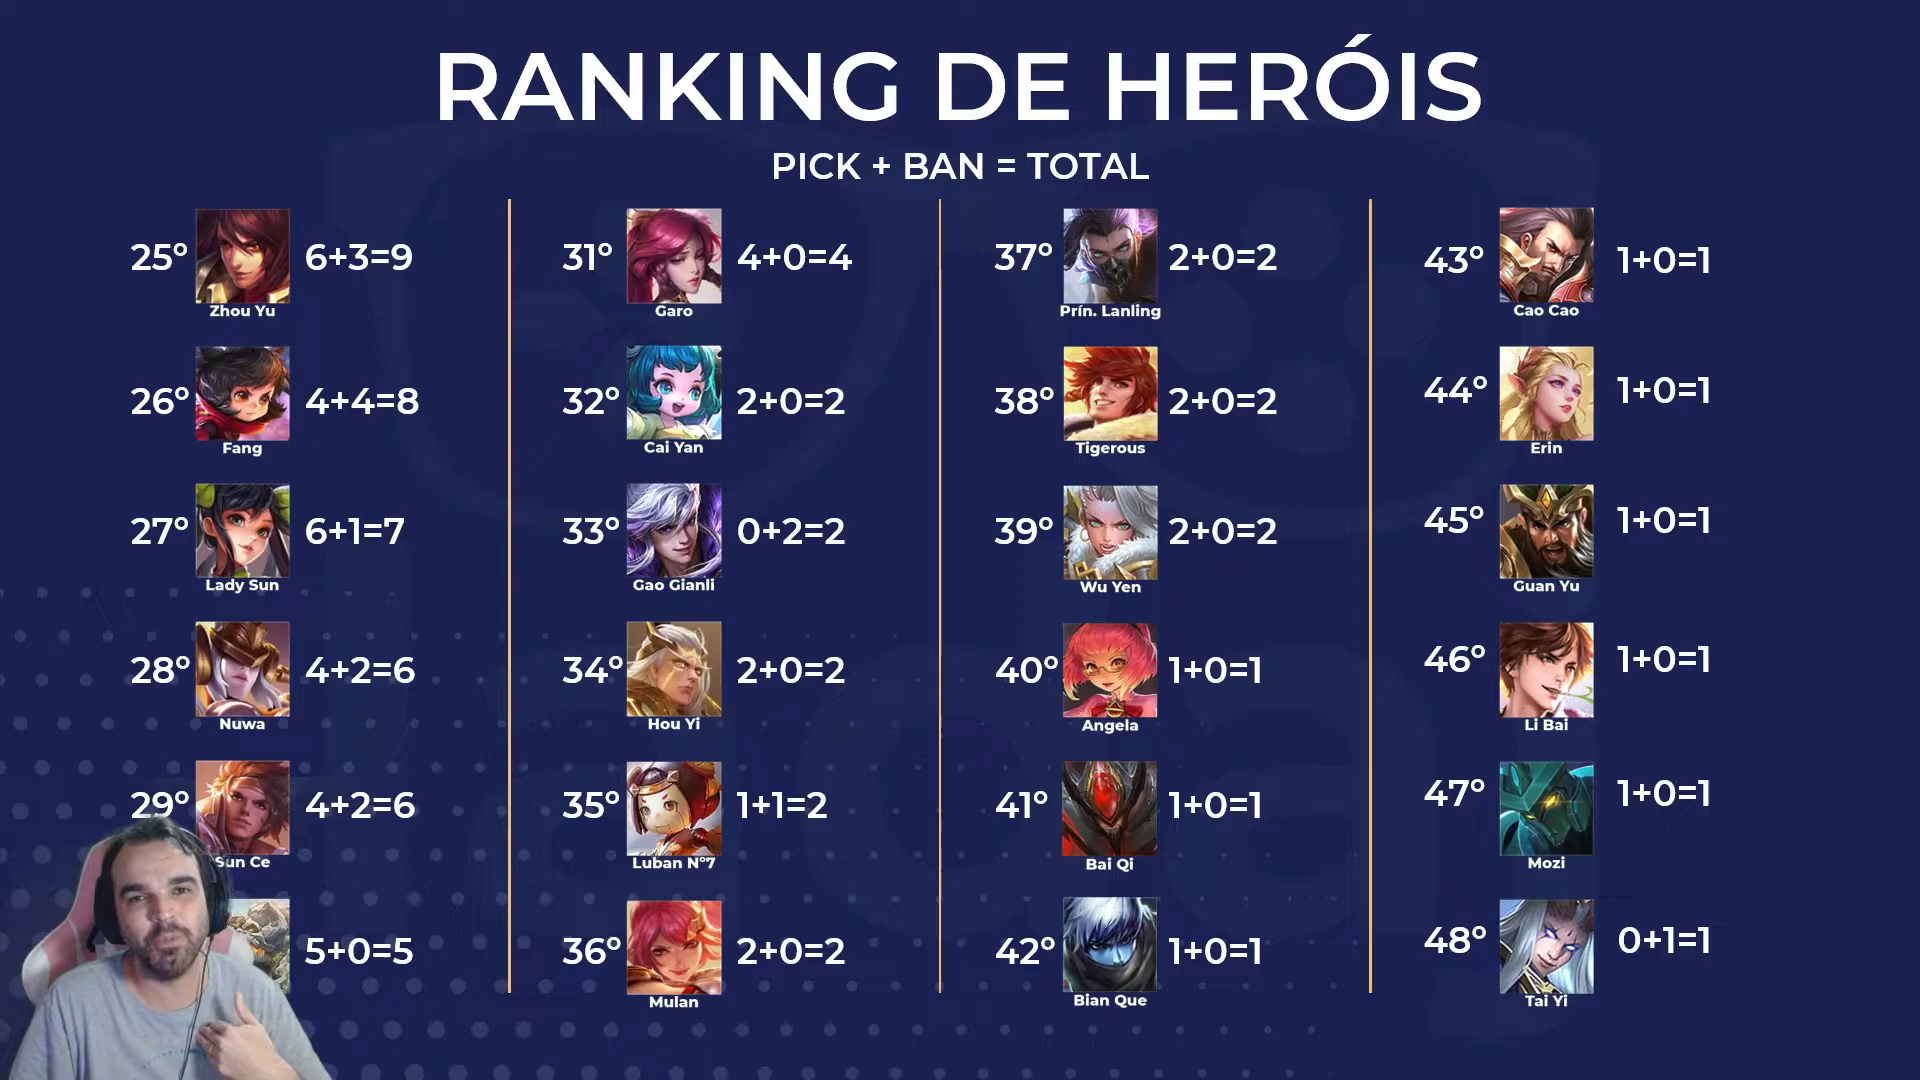 RANKING DE HERÓIS
PICK + BAN = TOTAL
25º 6+3=9
Zhou Yu
26º 4+4=8
Fang
27º 6+1=7
Lady Sun
28º 4+2=6
Nuwa
29º 4+2=6
Sun Ce
5+0=5
31º 4+0=4
Garo
32º 2+0=2
Cai Yan
33º 0+2=2
Gao Gianli
34º 2+0=2
Hou Yi
35º 1+1=2
Luban Nº7
36º 2+0=2
Mulan
37º 2+0=2
Prín. Lanling
38º 2+0=2
Tigerous
39º 2+0=2
Wu Yen
40º 1+0=1
Angela
41º 1+0=1
Bai Qi
42º 1+0=1
Bian Que
43º 1+0=1
Cao Cao
44º 1+0=1
Erin
45º 1+0=1
Guan Yu
46º 1+0=1
Li Bai
47º 1+0=1
Mozi
48º 0+1=1
Tai Yi